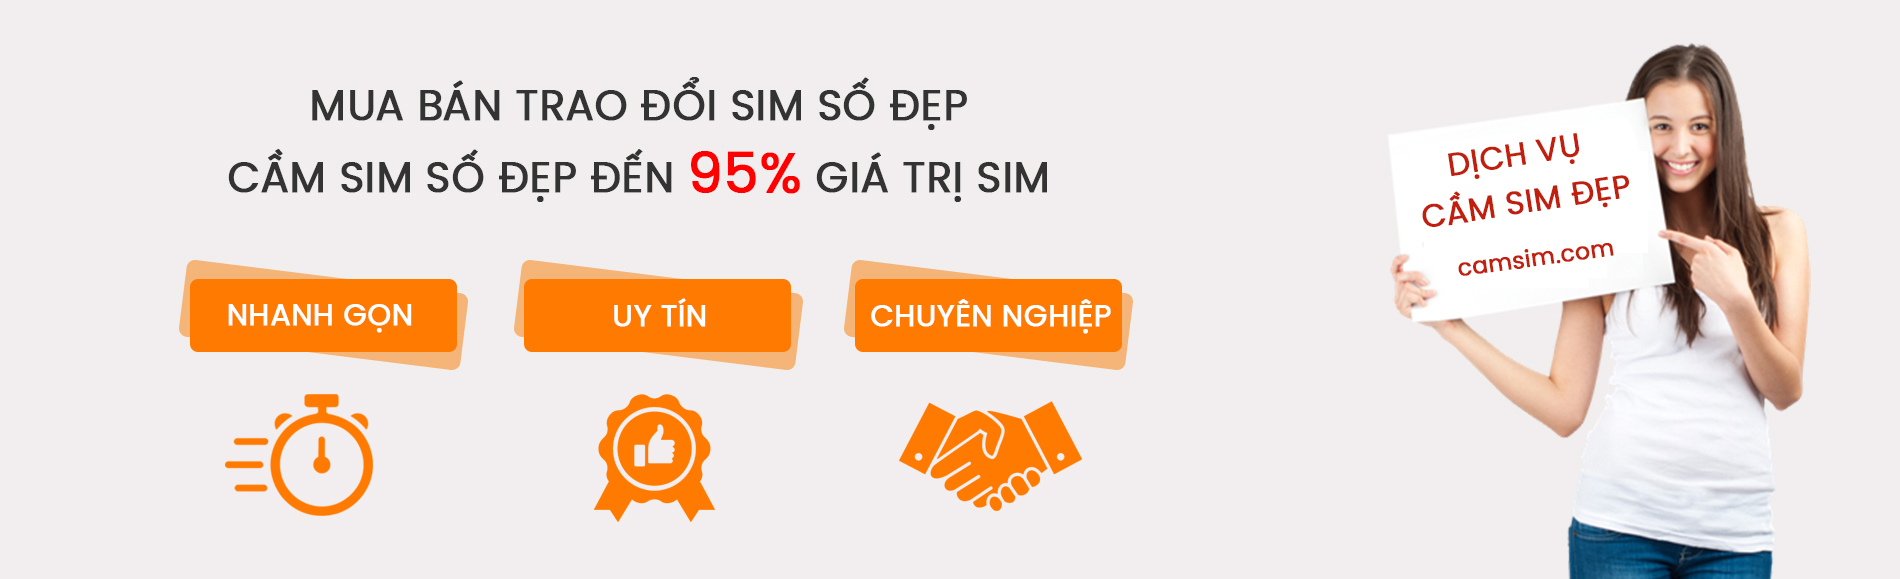 MUA BÁN TRAO ĐỔI SIM SỐ ĐẸP
CẦM SIM SỐ ĐẸP ĐẾN 95% GIÁ TRỊ SIM
NHANH GỌN
UY TÍN
CHUYÊN NGHIỆP
DỊCH VỤ
CẦM SIM ĐẸP
camsim.com